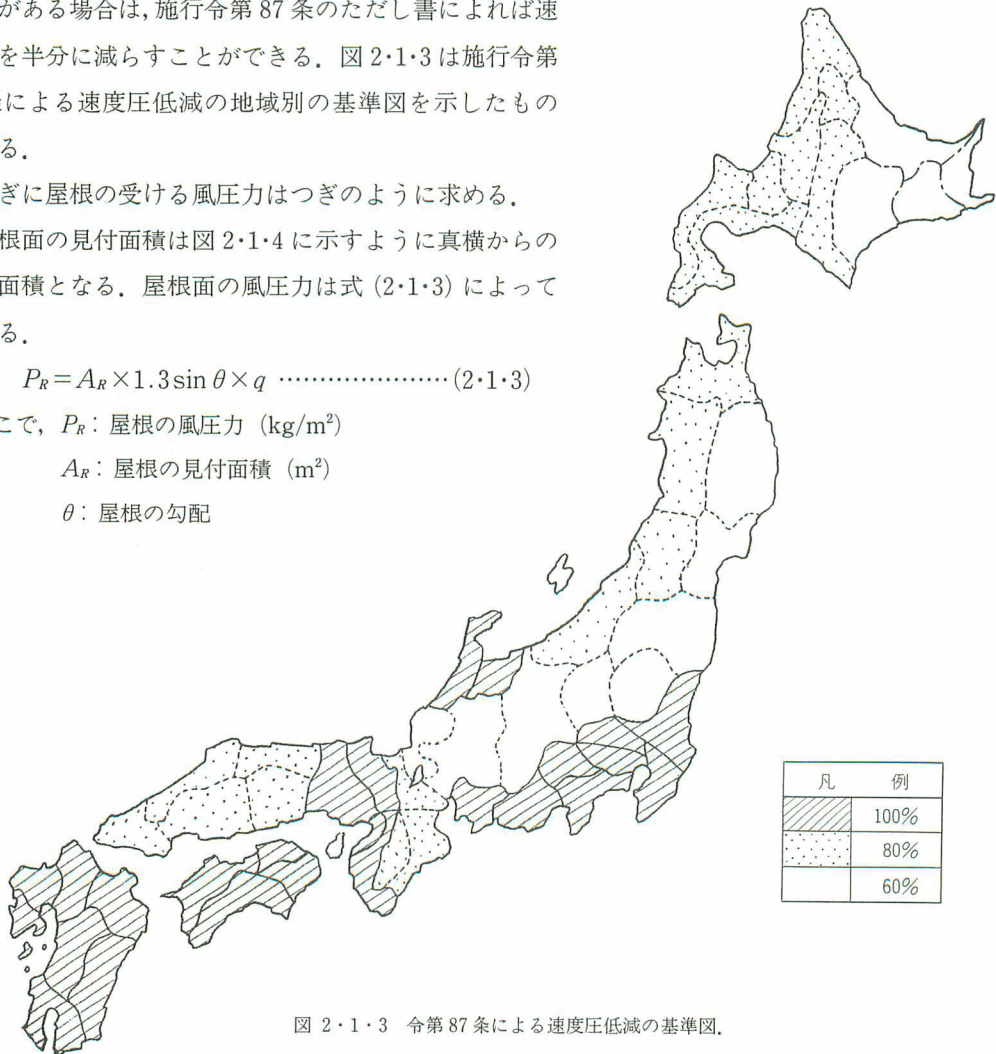 がある場合は，施行令第87条のただし書によれば速
を半分に減らすことができる．図2·1·3は施行令第
による速度圧低減の地域別の基準図を示したもの
る．
ぎに屋根の受ける風圧力はつぎのように求める．
根面の見付面積は図2·1·4に示すように真横からの
面積となる．屋根面の風圧力は式(2·1·3)によって
る．
P_R＝A_R×1.3sin θ×q ……………………(2·1·3)
こで，P_R：屋根の風圧力 (kg/m²)
A_R：屋根の見付面積 (m²)
θ：屋根の勾配
凡 例
100%
80%
60%
図 2・1・3 令第87条による速度圧低減の基準図．